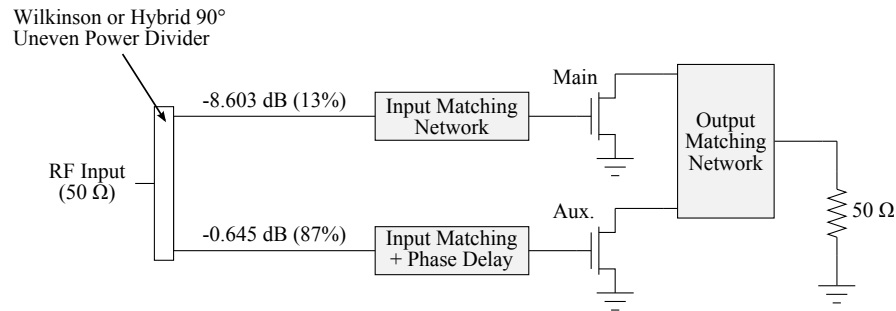 Wilkinson or Hybrid 90°
Uneven Power Divider
-8.603 dB (13%)
Input Matching
Network
Main
Output
Matching
Network
RF Input
(50 Ω)
50 Ω
-0.645 dB (87%)
Input Matching
+ Phase Delay
Aux.